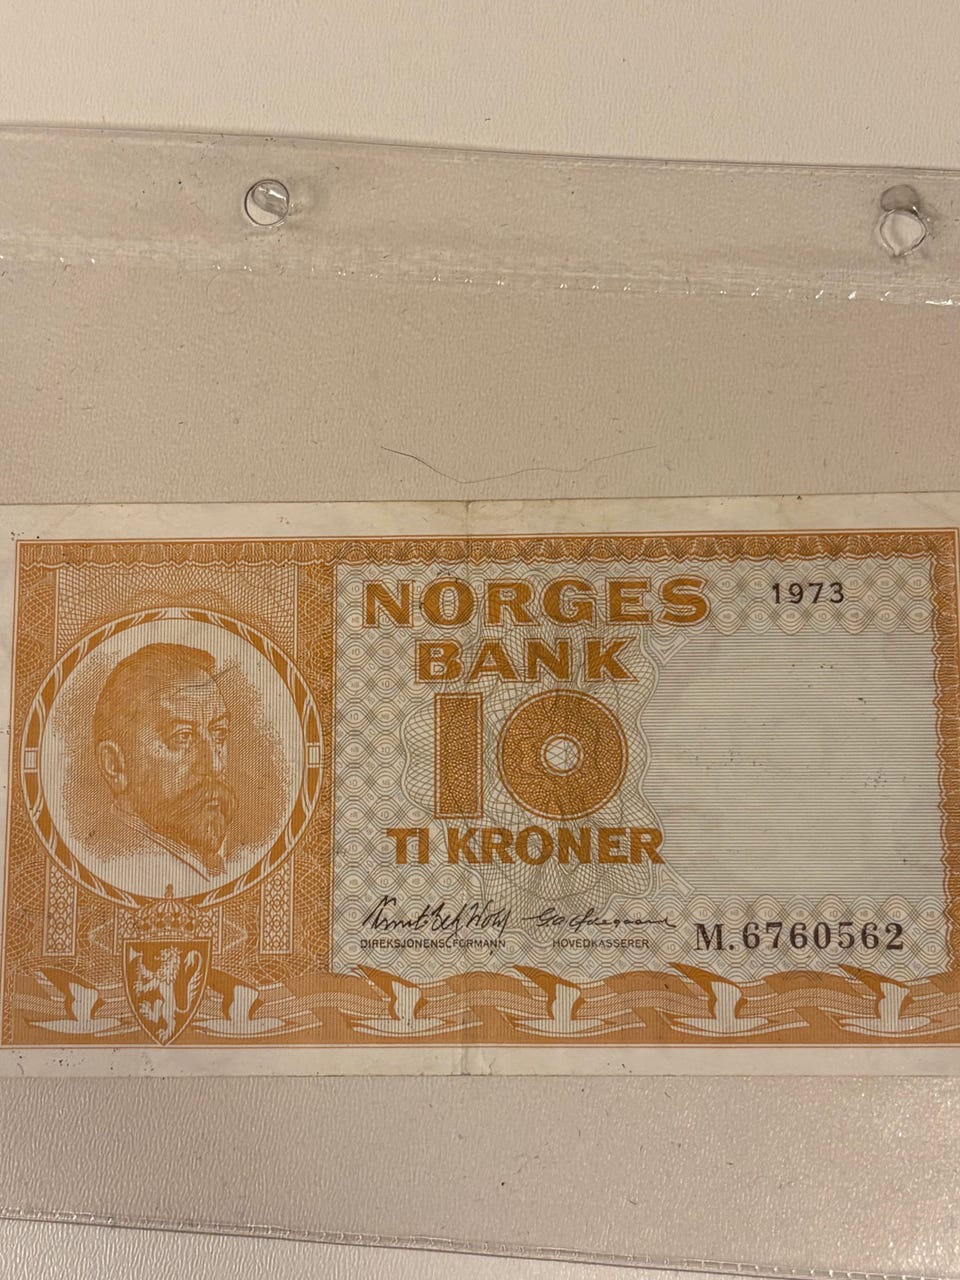 NORGES
1973
BANK
10
TI KRONER
DIREKSJONENS FORMANN
HOVEDKASSERER
M.6760562